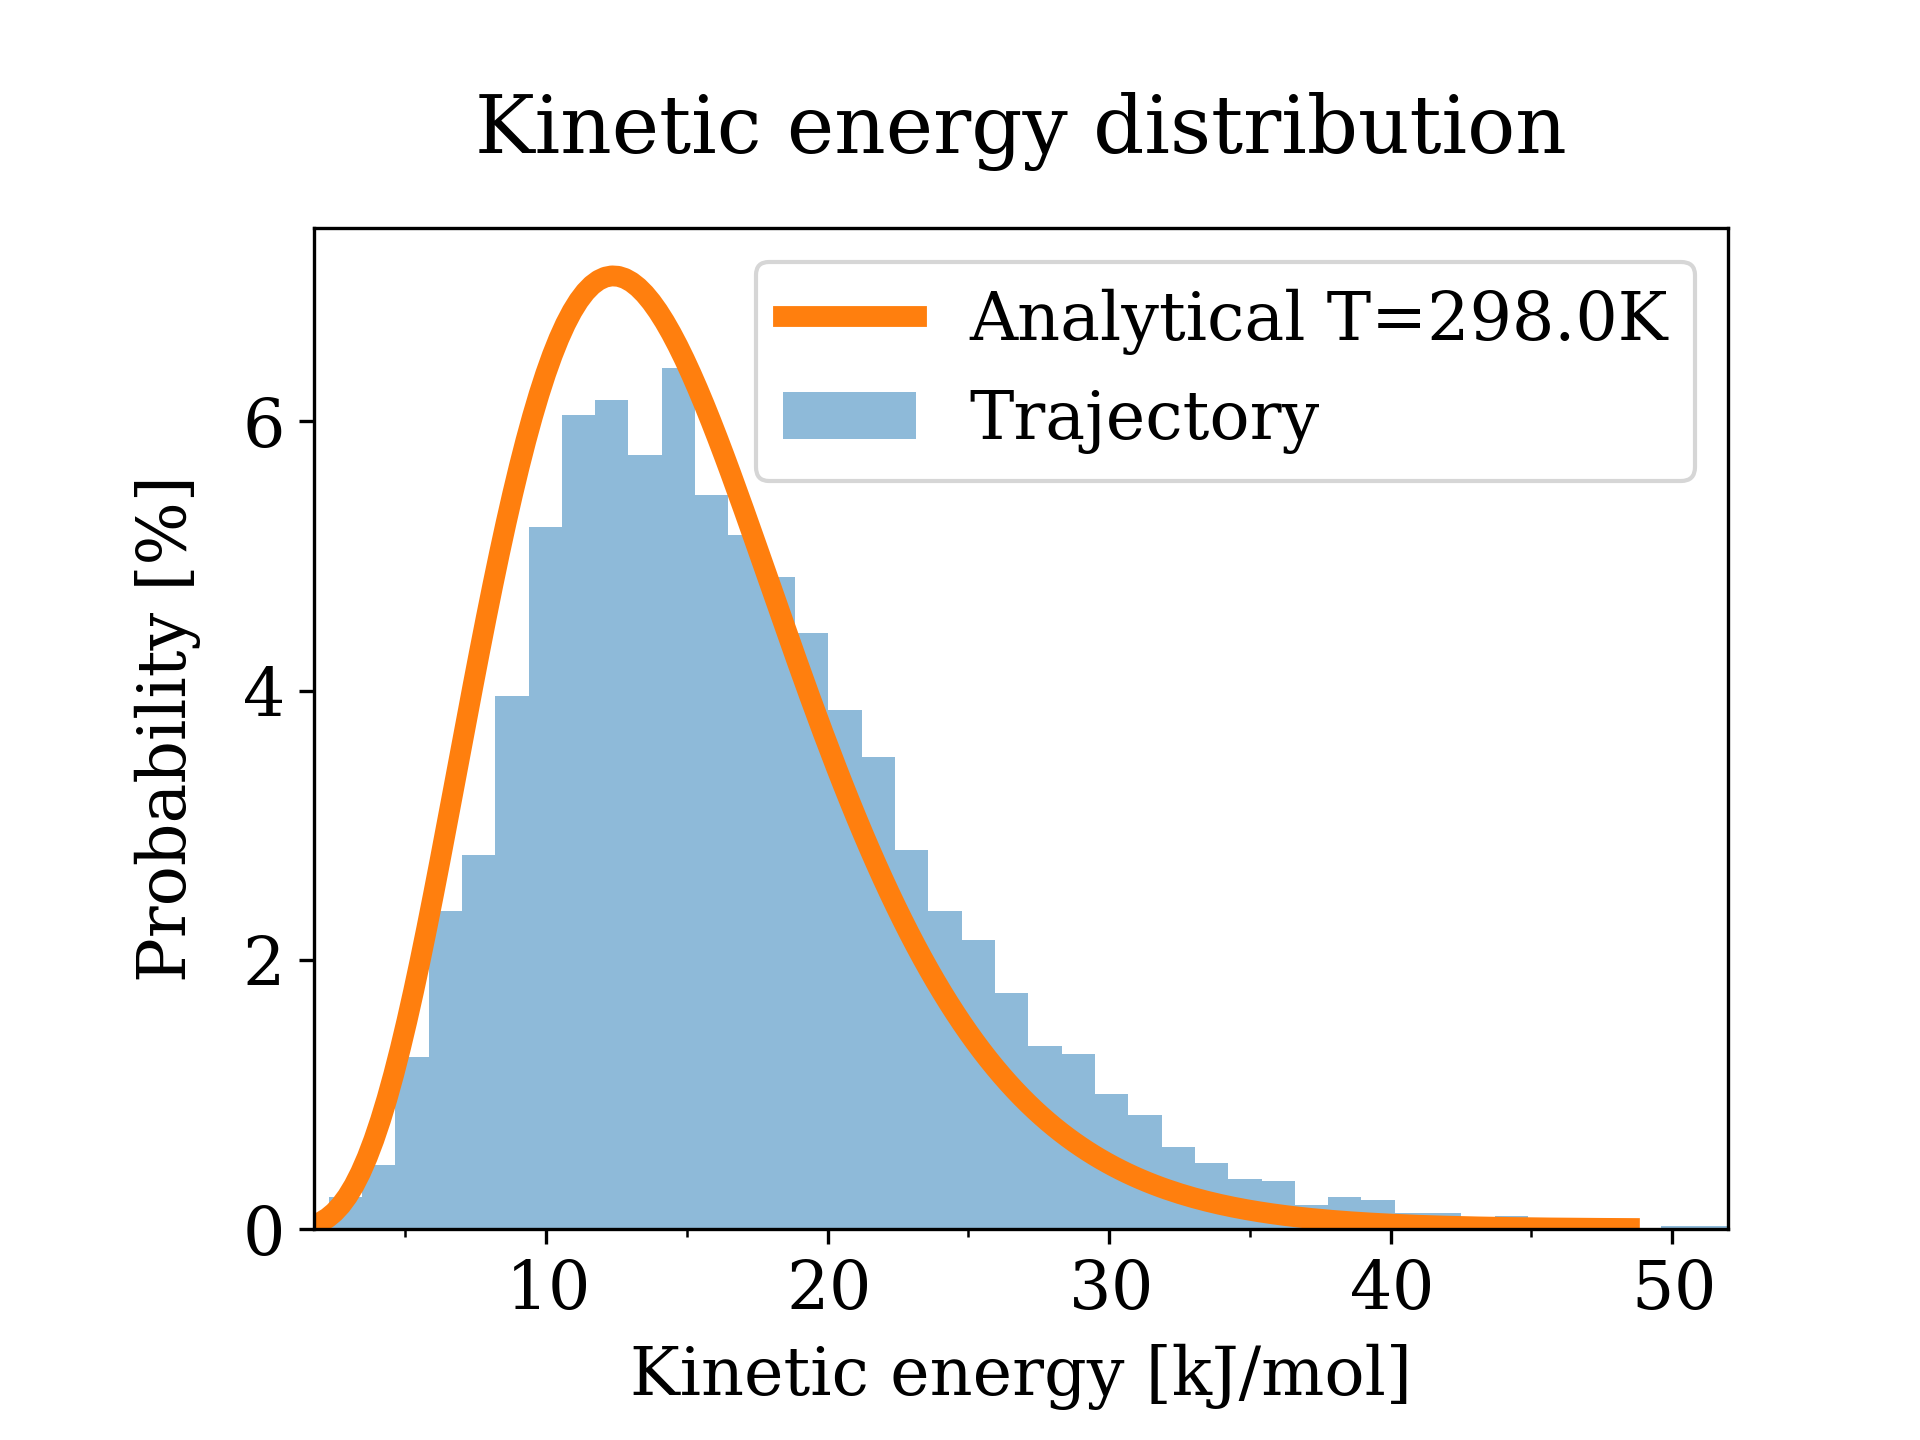 Kinetic energy distribution
Analytical T=298.0K
Trajectory
Probability [%]
6
4
2
0
10 20 30 40 50
Kinetic energy [kJ/mol]